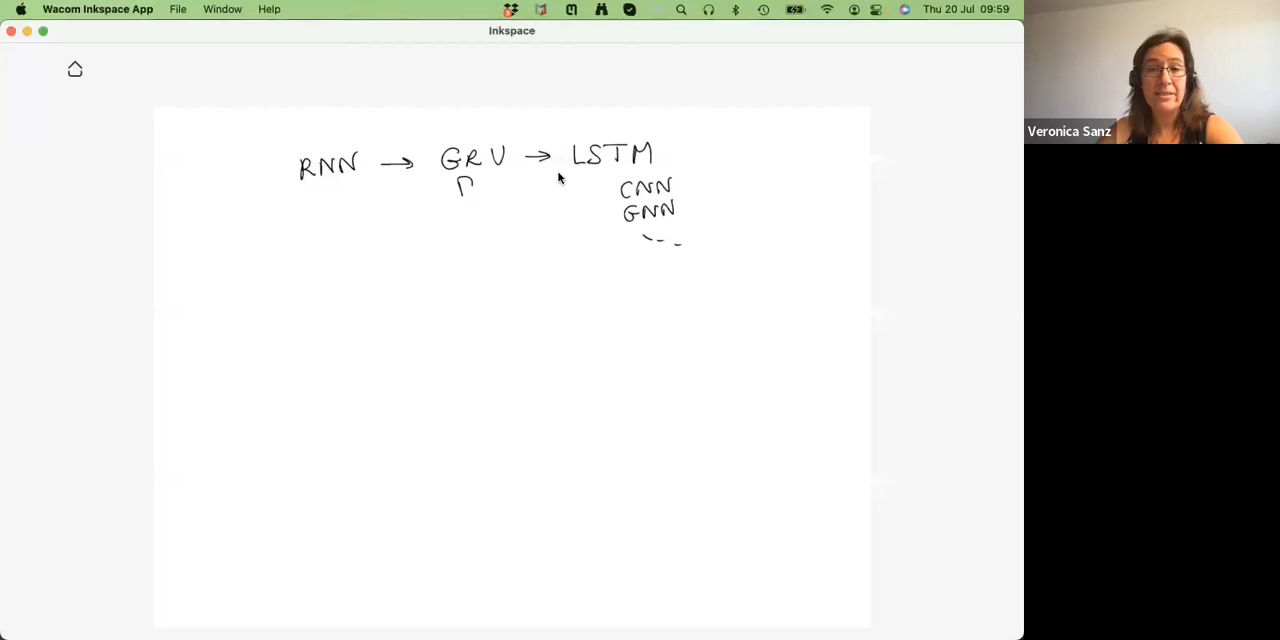 Wacom Inkspace App File Window Help Thu 20 Jul 09:59
Inkspace
Veronica Sanz
RNN → GRU → LSTM
Γ
CNN
GNN